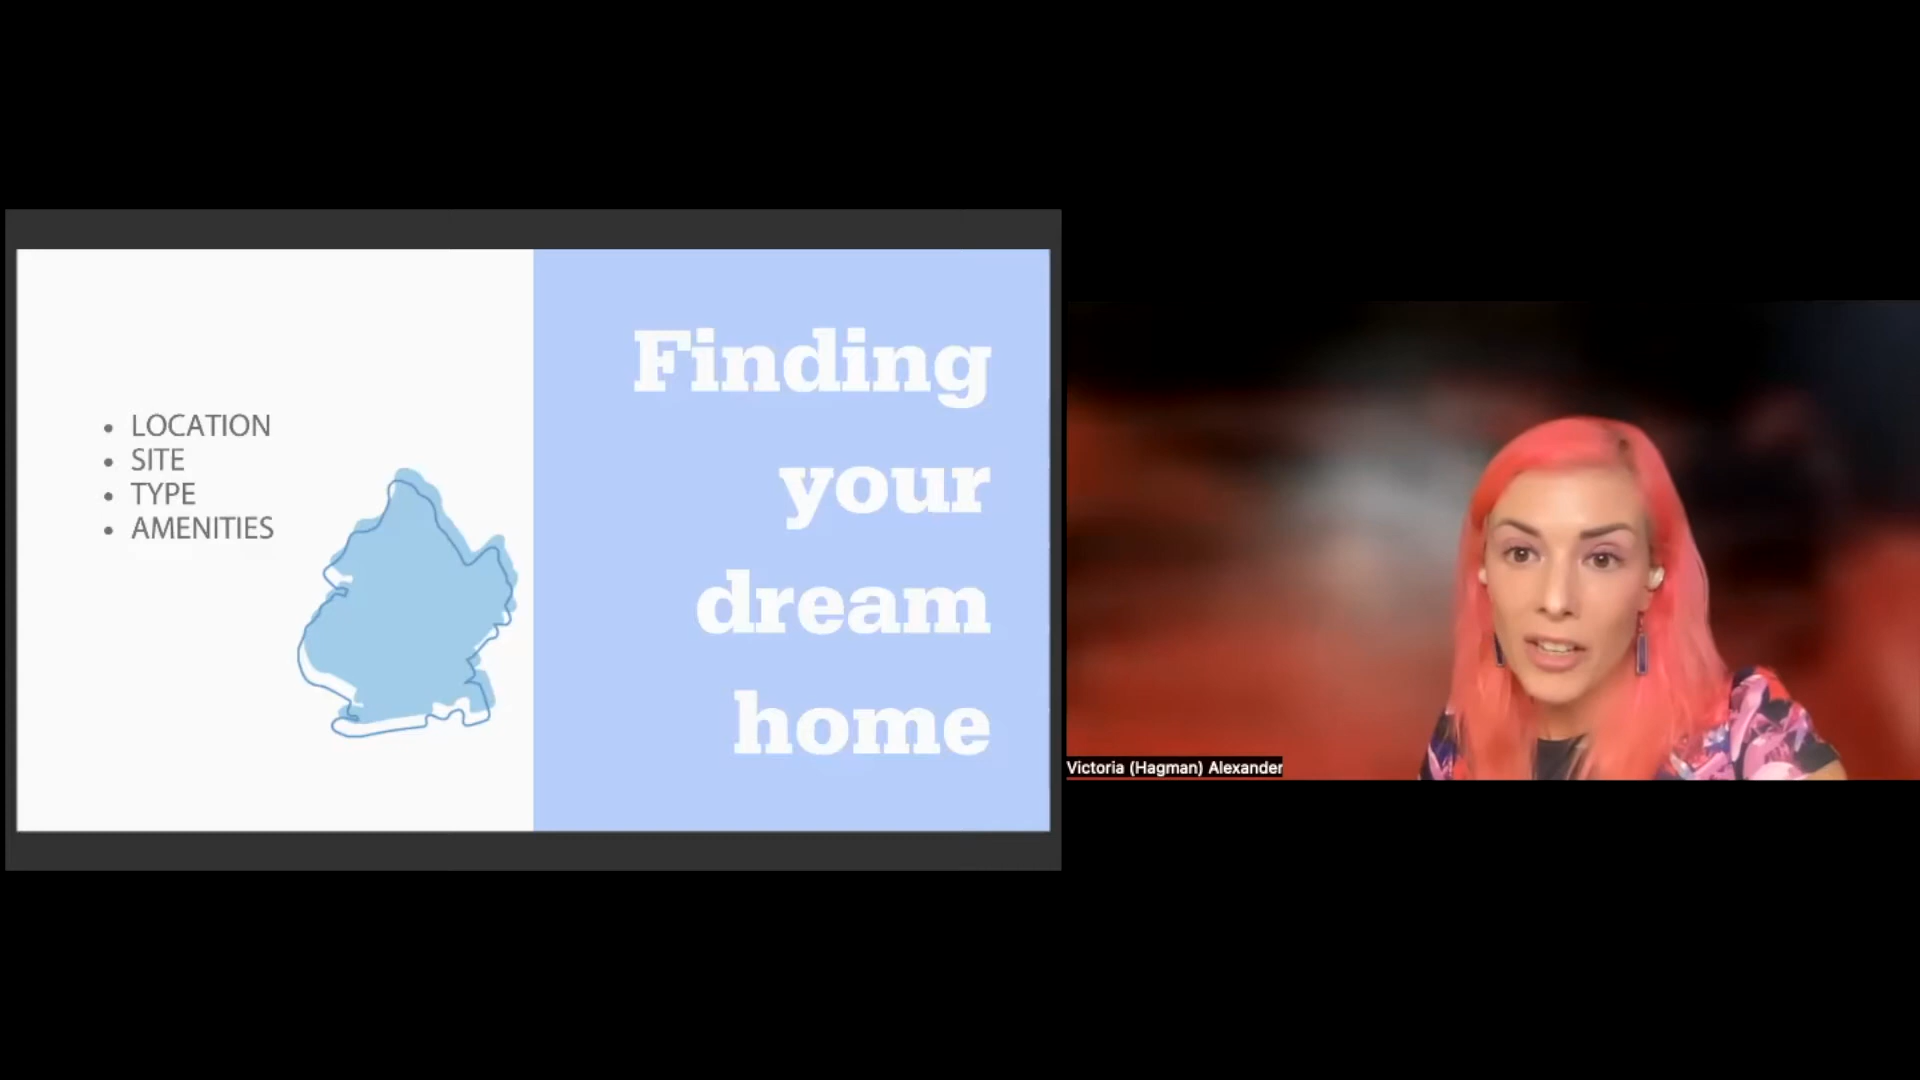 LOCATION
SITE
TYPE
AMENITIES
Finding
your
dream
home
Victoria (Hagman) Alexander